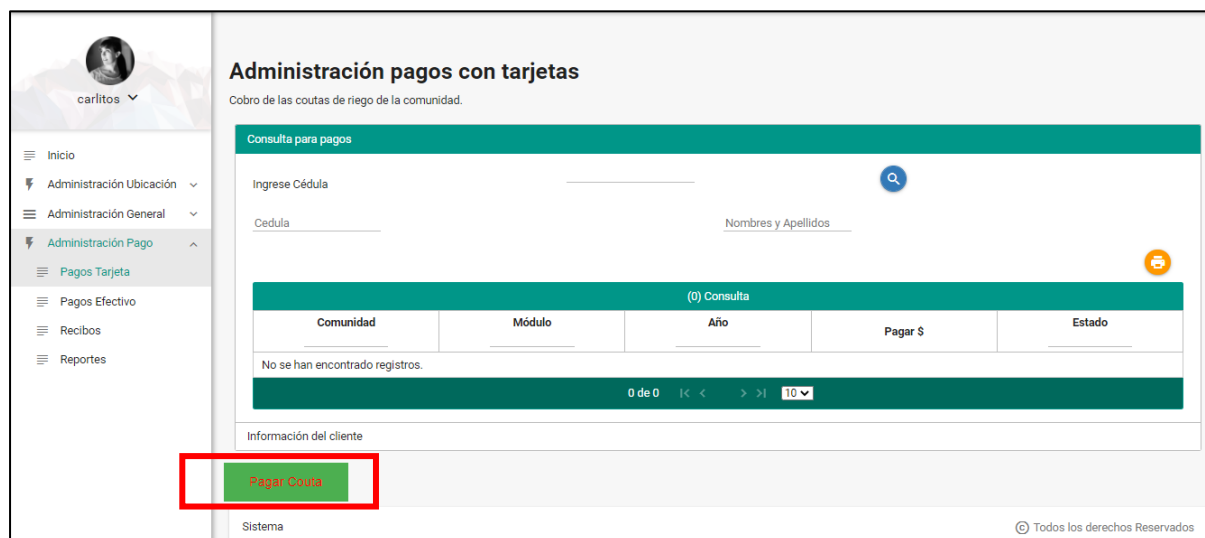 carlitos
Inicio
Administración Ubicación
Administración General
Administración Pago
Pagos Tarjeta
Pagos Efectivo
Recibos
Reportes
Administración pagos con tarjetas
Cobro de las coutas de riego de la comunidad.
Consulta para pagos
Ingrese Cédula
Cedula Nombres y Apellidos
(0) Consulta
Comunidad Módulo Año Pagar $ Estado
No se han encontrado registros.
0 de 0 |< < > >| 10
Información del cliente
Pagar Couta
Sistema © Todos los derechos Reservados